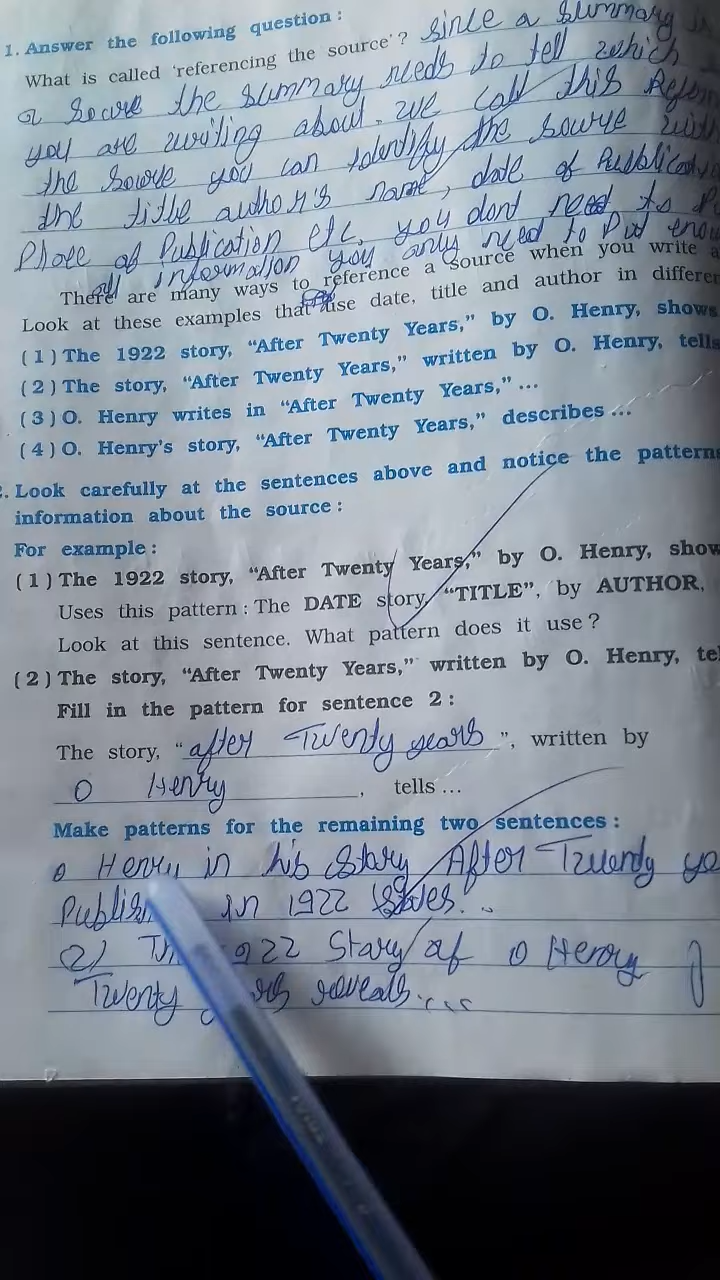 1. Answer the following question :
What is called 'referencing the source' ? since a Summary
the summary needs to tell which
you are writing about. we call this
the you can the with
the title author's name, date of
Place of Publication etc. you dont need to
information you only need to Put
There are many ways to reference a source when you write a
Look at these examples that use date, title and author in differen
(1) The 1922 story, "After Twenty Years," by O. Henry, shows
(2) The story, "After Twenty Years," written by O. Henry, tells
(3) O. Henry writes in "After Twenty Years," ...
(4) O. Henry's story, "After Twenty Years," describes ...
2. Look carefully at the sentences above and notice the pattern
information about the source :
For example :
(1) The 1922 story, "After Twenty Years," by O. Henry, show
Uses this pattern : The DATE story, "TITLE", by AUTHOR,
Look at this sentence. What pattern does it use ?
(2) The story, "After Twenty Years," written by O. Henry, tel
Fill in the pattern for sentence 2 :
The story, "after Twenty years", written by
O Henry, tells ...
Make patterns for the remaining two sentences :
O Henry in his Story After Twenty ye
in 1922
2) 922 Story of O Henry
Twenty reveals....